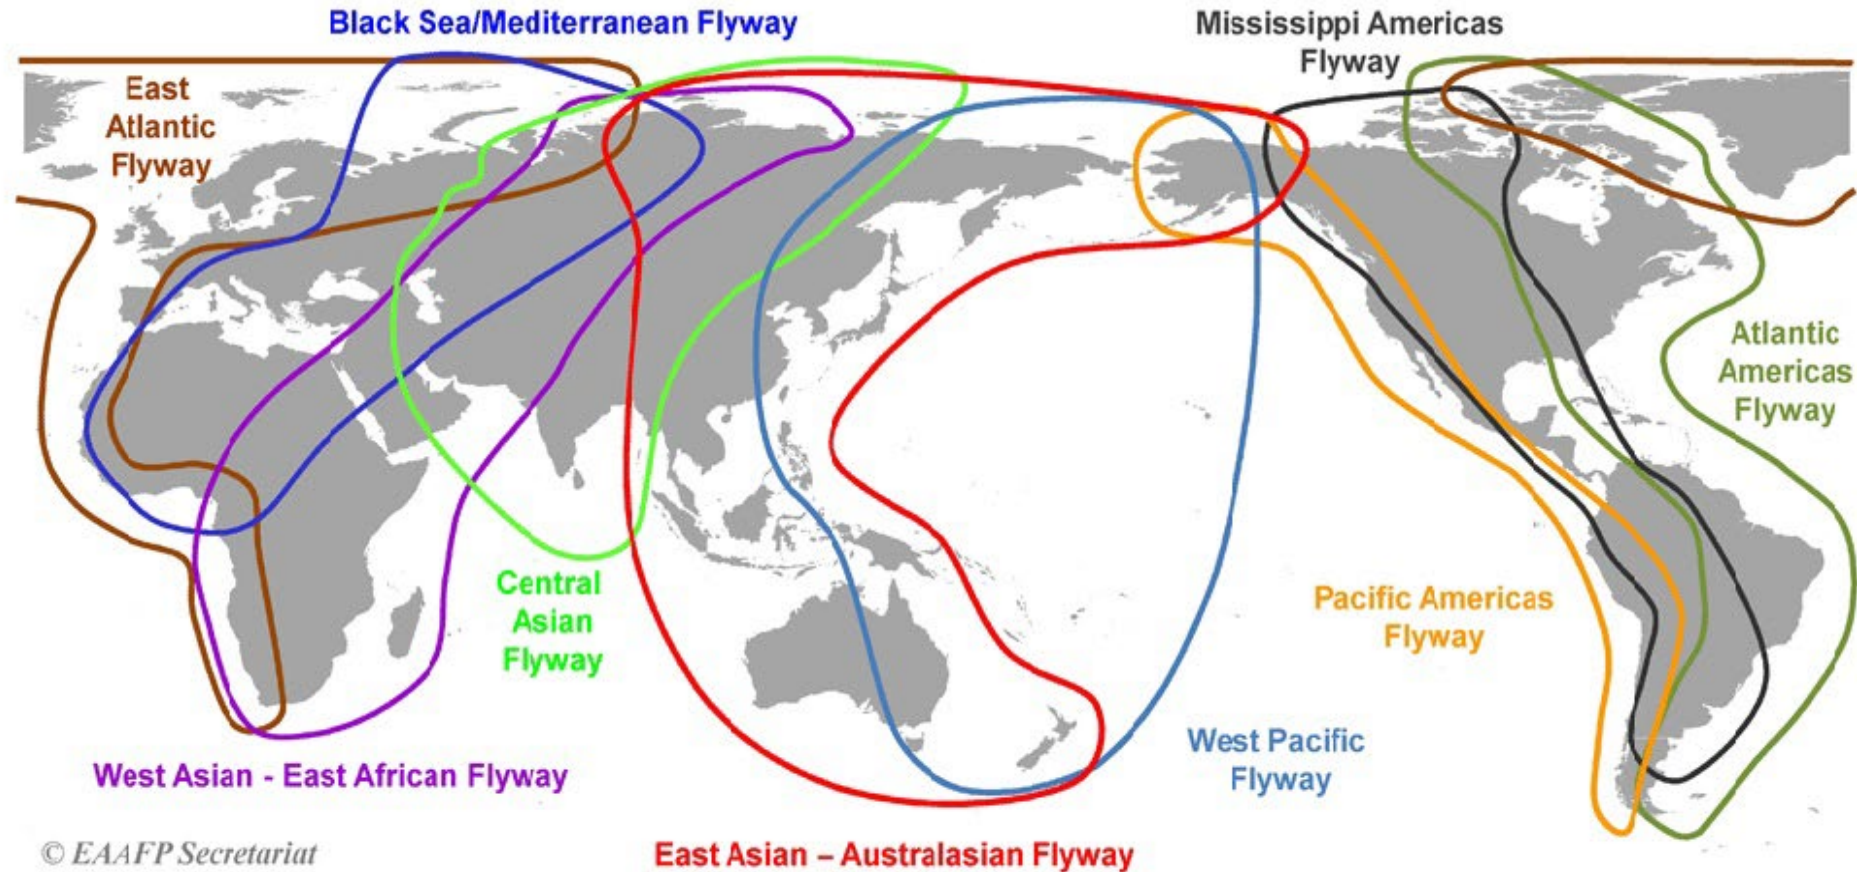 Black Sea/Mediterranean Flyway
Mississippi Americas
Flyway
East
Atlantic
Flyway
Atlantic
Americas
Flyway
Central
Asian
Flyway
Pacific Americas
Flyway
West Pacific
Flyway
West Asian - East African Flyway
© EAAFP Secretariat
East Asian – Australasian Flyway